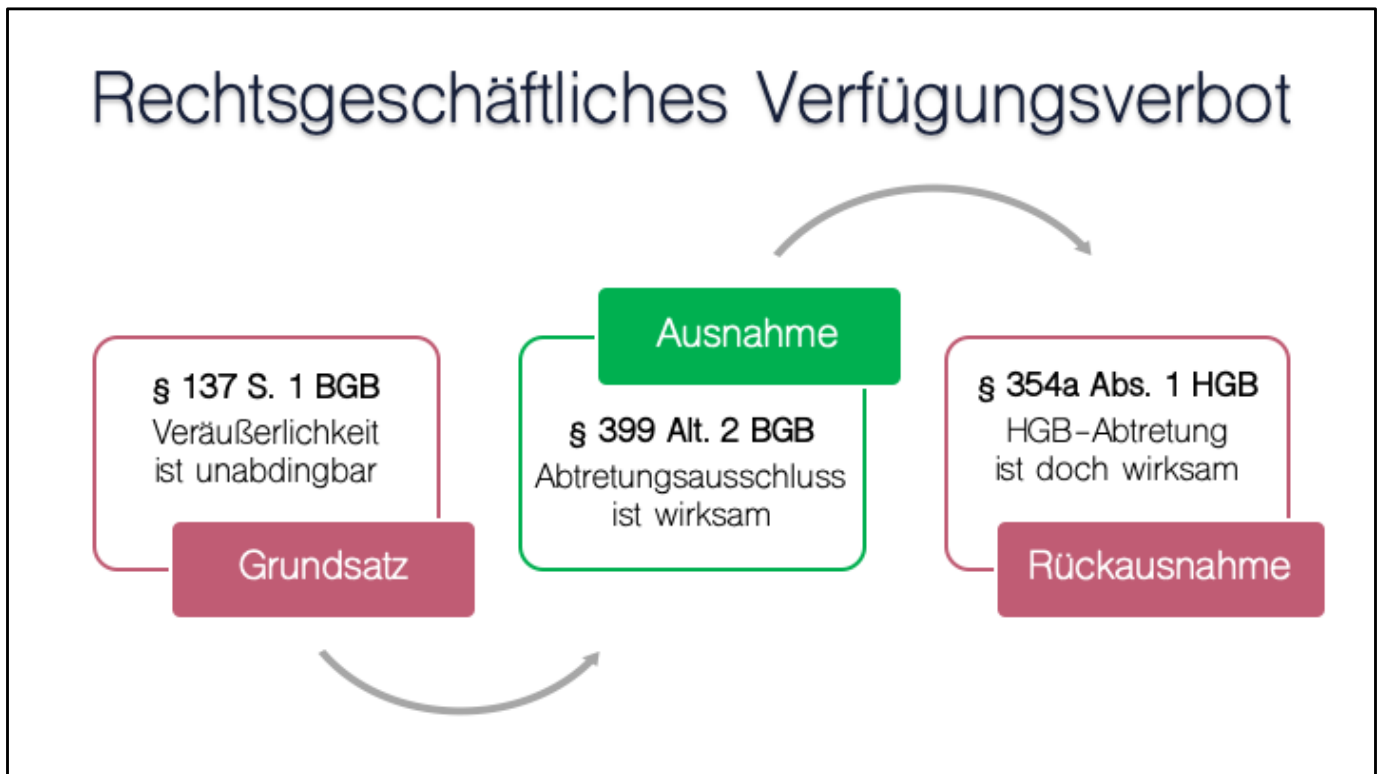 Rechtsgeschäftliches Verfügungsverbot
§ 137 S. 1 BGB
Veräußerlichkeit
ist unabdingbar
Grundsatz
Ausnahme
§ 399 Alt. 2 BGB
Abtretungsausschluss
ist wirksam
§ 354a Abs. 1 HGB
HGB-Abtretung
ist doch wirksam
Rückausnahme